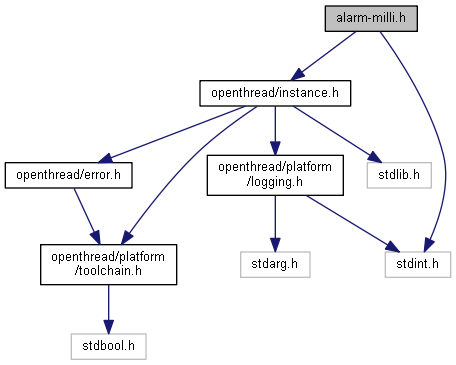 alarm-milli.h
openthread/instance.h
openthread/error.h
openthread/platform
/logging.h
stdlib.h
openthread/platform
/toolchain.h
stdarg.h
stdint.h
stdbool.h